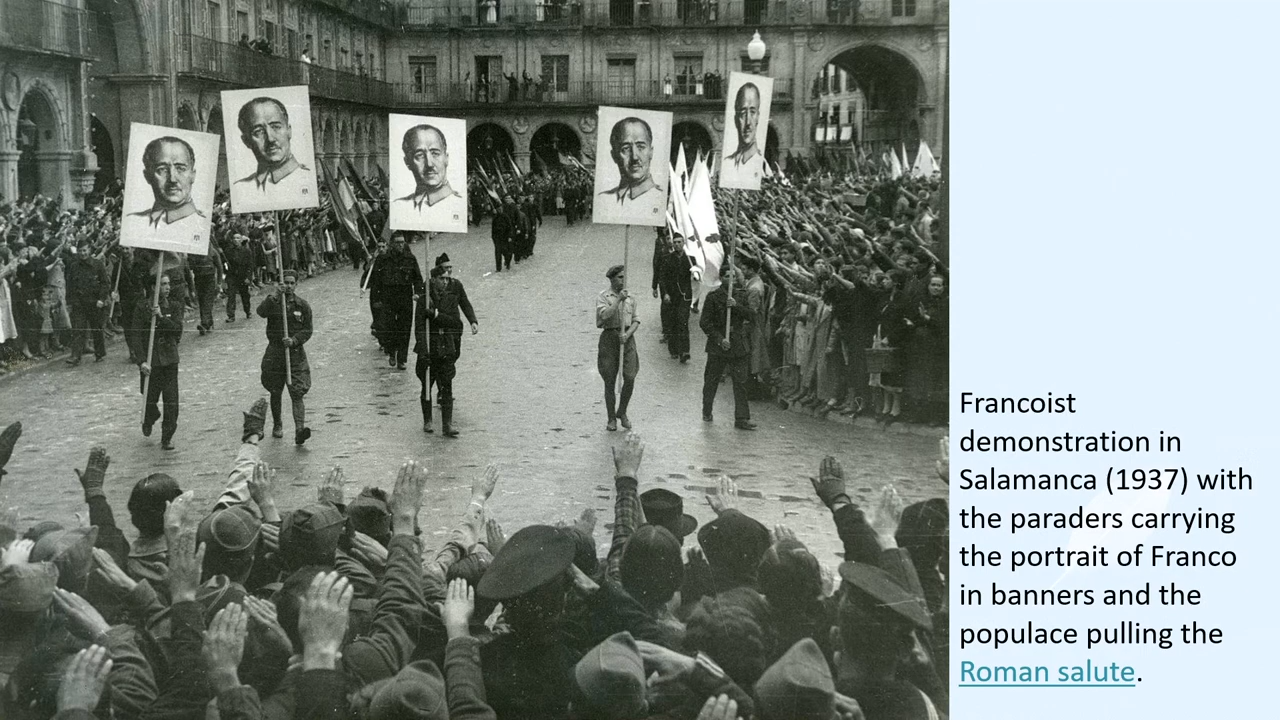 Francoist
demonstration in
Salamanca (1937) with
the paraders carrying
the portrait of Franco
in banners and the
populace pulling the
Roman salute.